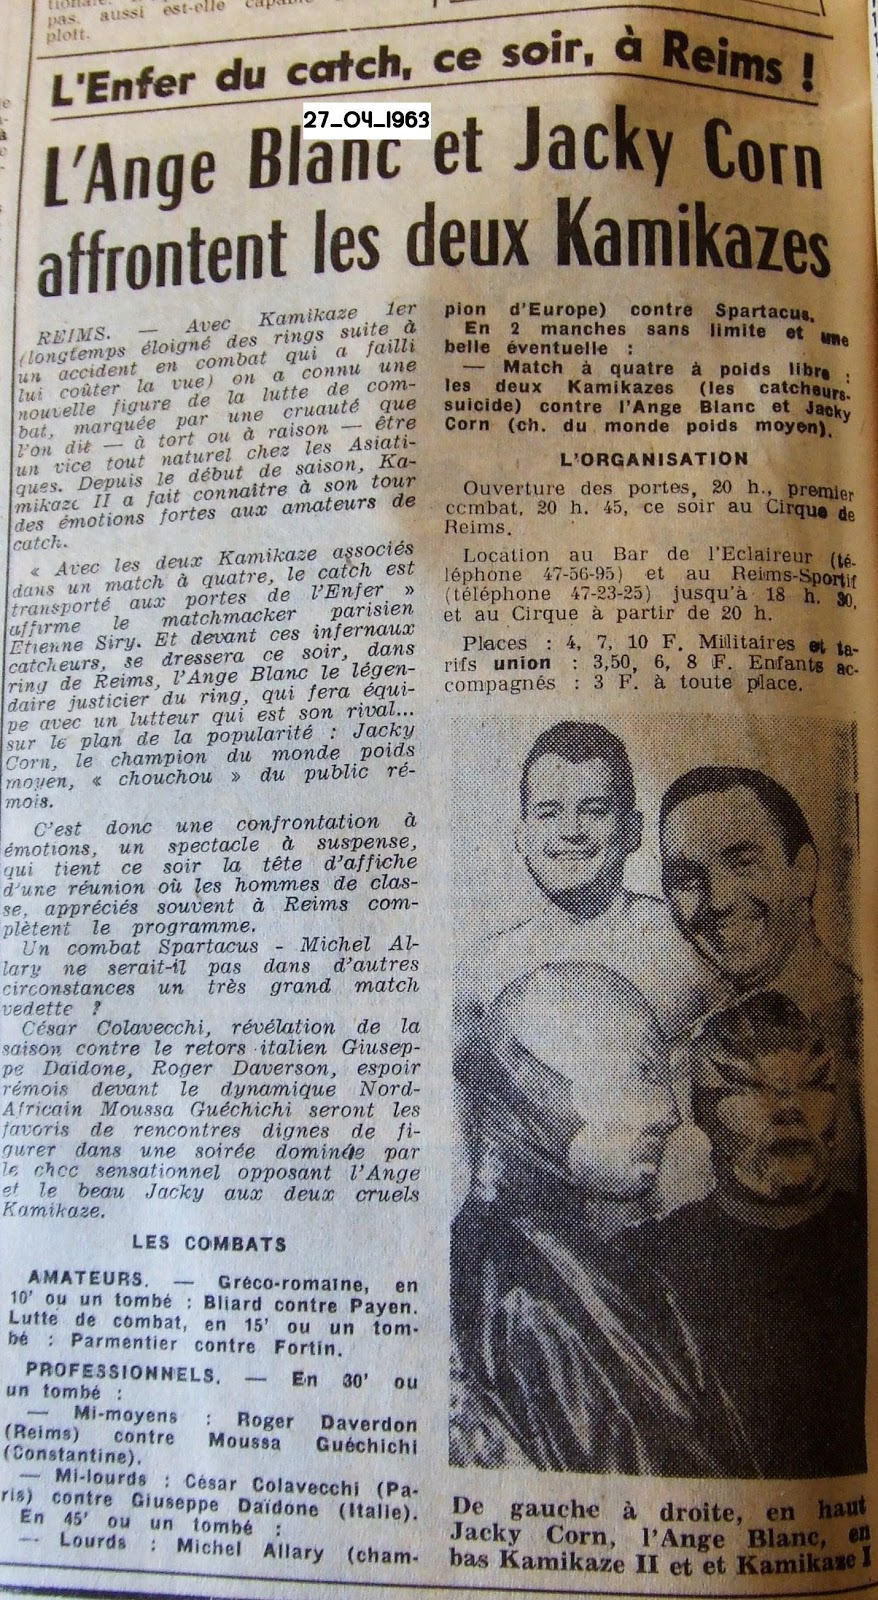 pas. aussi est-elle capable
plott.
L'Enfer du catch, ce soir, à Reims !
27_04_1963
L'Ange Blanc et Jacky Corn
affrontent les deux Kamikazes
REIMS. — Avec Kamikaze 1er
(longtemps éloigné des rings suite à
un accident en combat qui a failli
lui coûter la vue) on a connu une
nouvelle figure de la lutte de com-
bat, marquée par une cruauté que
l'on dit — à tort ou à raison — être
un vice tout naturel chez les Asiati-
ques. Depuis le début de saison, Ka-
mikaze II a fait connaître à son tour
des émotions fortes aux amateurs de
catch.
« Avec les deux Kamikaze associés
dans un match à quatre, le catch est
transporté aux portes de l'Enfer »
affirme le matchmacker parisien
Etienne Siry. Et devant ces infernaux
catcheurs, se dressera ce soir, dans
ring de Reims, l'Ange Blanc le légen-
daire justicier du ring, qui fera équi-
pe avec un lutteur qui est son rival...
sur le plan de la popularité : Jacky
Corn, le champion du monde poids
moyen, « chouchou » du public ré-
mois.
C'est donc une confrontation à
émotions, un spectacle à suspense,
qui tient ce soir la tête d'affiche
d'une réunion où les hommes de clas-
se, appréciés souvent à Reims com-
plètent le programme.
Un combat Spartacus - Michel Al-
lary ne serait-il pas dans d'autres
circonstances un très grand match
vedette ?
César Colavecchi, révélation de la
saison contre le retors italien Giusep-
pe Daïdone, Roger Daverson, espoir
rémois devant le dynamique Nord-
Africain Moussa Guéchichi seront les
favoris de rencontres dignes de fi-
gurer dans une soirée dominée par
le choc sensationnel opposant l'Ange
et le beau Jacky aux deux cruels
Kamikaze.
LES COMBATS
AMATEURS. — Gréco-romaine, en
10' ou un tombé : Bliard contre Payen.
Lutte de combat, en 15' ou un tom-
bé : Parmentier contre Fortin.
PROFESSIONNELS. — En 30' ou
un tombé :
— Mi-moyens : Roger Daverdon
(Reims) contre Moussa Guéchichi
(Constantine).
— Mi-lourds : César Colavecchi (Pa-
ris) contre Giuseppe Daïdone (Italie).
En 45' ou un tombé :
— Lourds : Michel Allary (cham-
pion d'Europe) contre Spartacus.
En 2 manches sans limite et une
belle éventuelle :
— Match à quatre à poids libre :
les deux Kamikazes (les catcheurs-
suicide) contre l'Ange Blanc et Jacky
Corn (ch. du monde poids moyen).
L'ORGANISATION
Ouverture des portes, 20 h., premier
combat, 20 h. 45, ce soir au Cirque de
Reims.
Location au Bar de l'Eclaireur (té-
léphone 47-56-95) et au Reims-Sportif
(téléphone 47-23-25) jusqu'à 18 h. 30,
et au Cirque à partir de 20 h.
Places : 4, 7, 10 F. Militaires et ta-
rifs union : 3,50, 6, 8 F. Enfants ac-
compagnés : 3 F. à toute place.
De gauche à droite, en haut
Jacky Corn, l'Ange Blanc, en
bas Kamikaze II et et Kamikaze I